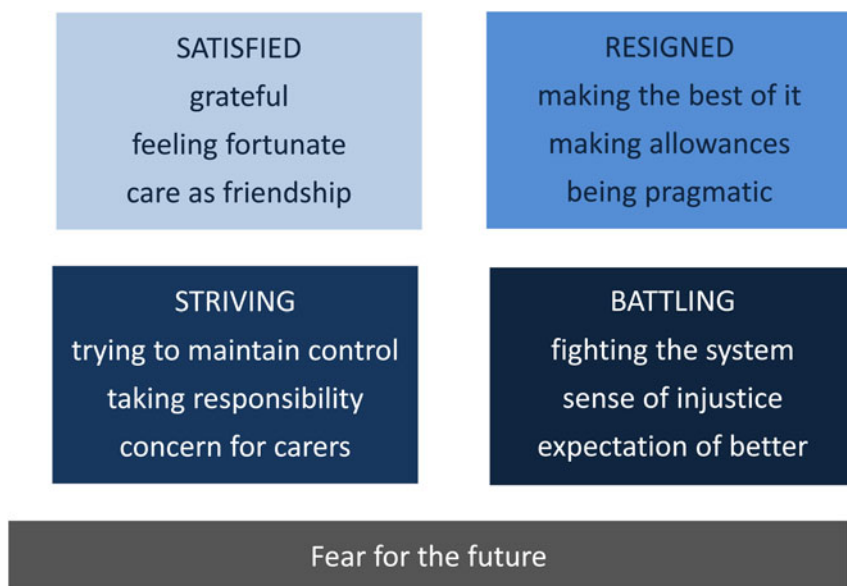 SATISFIED
grateful
feeling fortunate
care as friendship
RESIGNED
making the best of it
making allowances
being pragmatic
STRIVING
trying to maintain control
taking responsibility
concern for carers
BATTLING
fighting the system
sense of injustice
expectation of better
Fear for the future